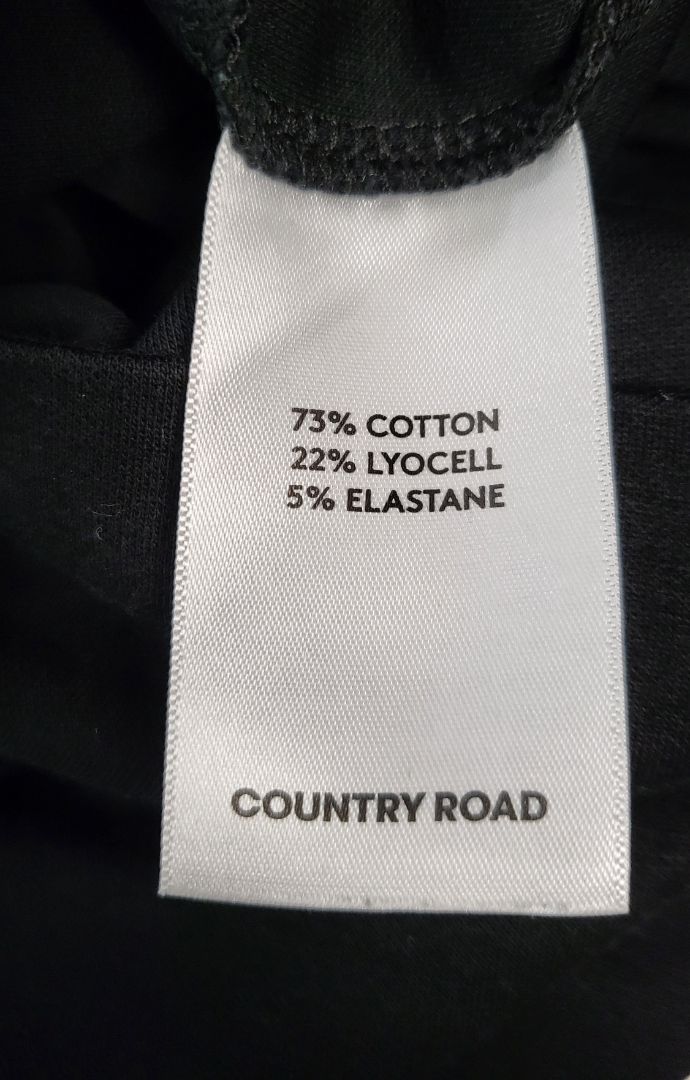 73% COTTON
22% LYOCELL
5% ELASTANE
COUNTRY ROAD